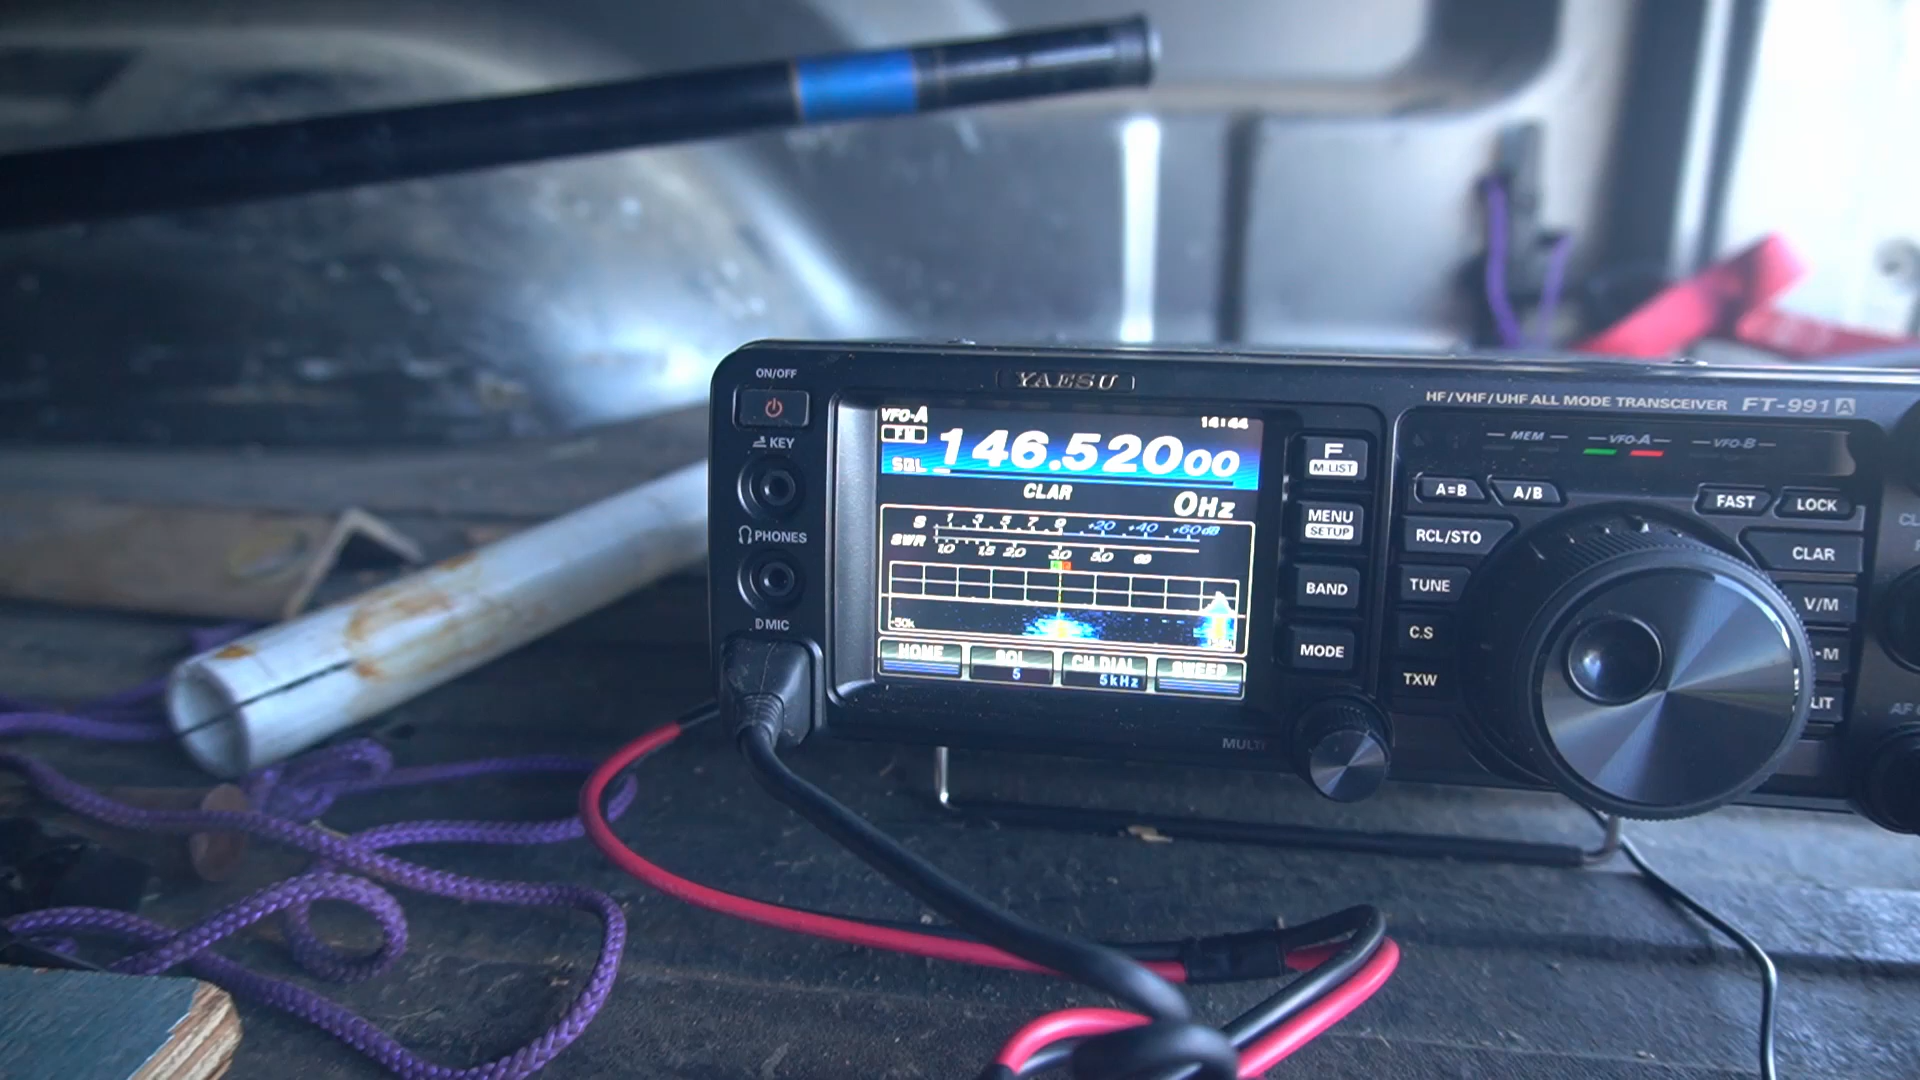 ON/OFF
YAESU
HF/VHF/UHF ALL MODE TRANSCEIVER FT-991A
KEY
PHONES
MIC
VFO-A
14:44
FM
146.520 00
SQL
CLAR
0Hz
S 1 3 5 7 9 +20 +40 +60dB
SWR 1.0 1.5 2.0 3.0 5.0 ∞
-50k
HOME
SQL
5
CH DIAL
5kHz
SWEEP
F
M.LIST
MENU
SETUP
BAND
MODE
MULTI
MEM
VFO-A
VFO-B
A=B
A/B
FAST
LOCK
RCL/STO
CLAR
TUNE
V/M
C.S
TXW